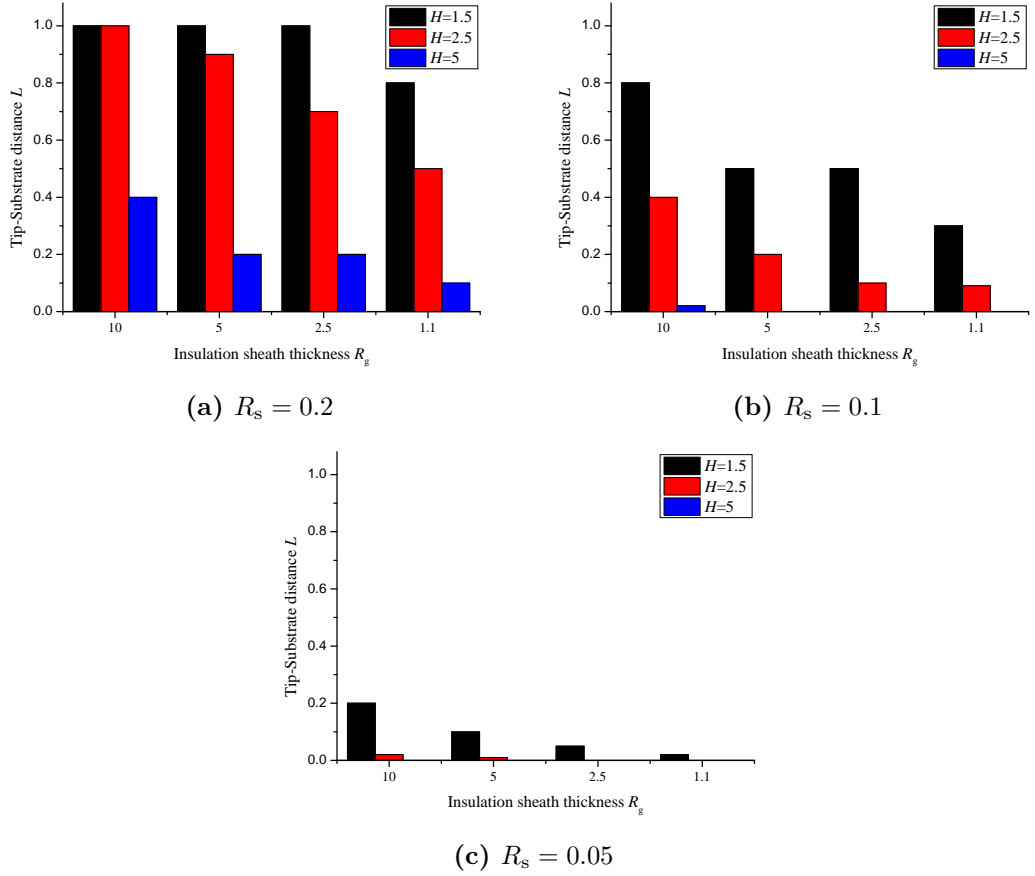 H=1.5
H=2.5
H=5
1.0
0.8
0.6
0.4
0.2
0.0
Tip-Substrate distance L
10 5 2.5 1.1
Insulation sheath thickness Rg
(a) Rs = 0.2
H=1.5
H=2.5
H=5
1.0
0.8
0.6
0.4
0.2
0.0
Tip-Substrate distance L
10 5 2.5 1.1
Insulation sheath thickness Rg
(b) Rs = 0.1
H=1.5
H=2.5
H=5
1.0
0.8
0.6
0.4
0.2
0.0
Tip-Substrate distance L
10 5 2.5 1.1
Insulation sheath thickness Rg
(c) Rs = 0.05